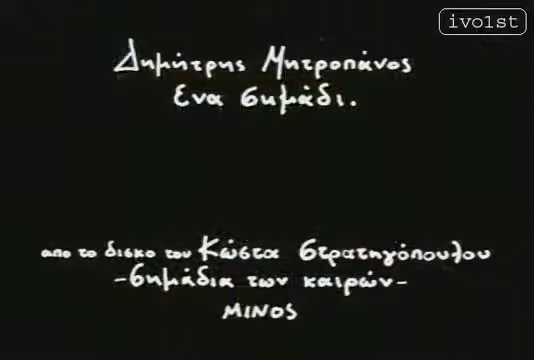 ivo1st
Δημήτρης Μητροπάνος
Ενα σημάδι.
απο το δισκο του Κώστα Στρατηγόπουλου
-Σημάδια των καιρών-
MINOS